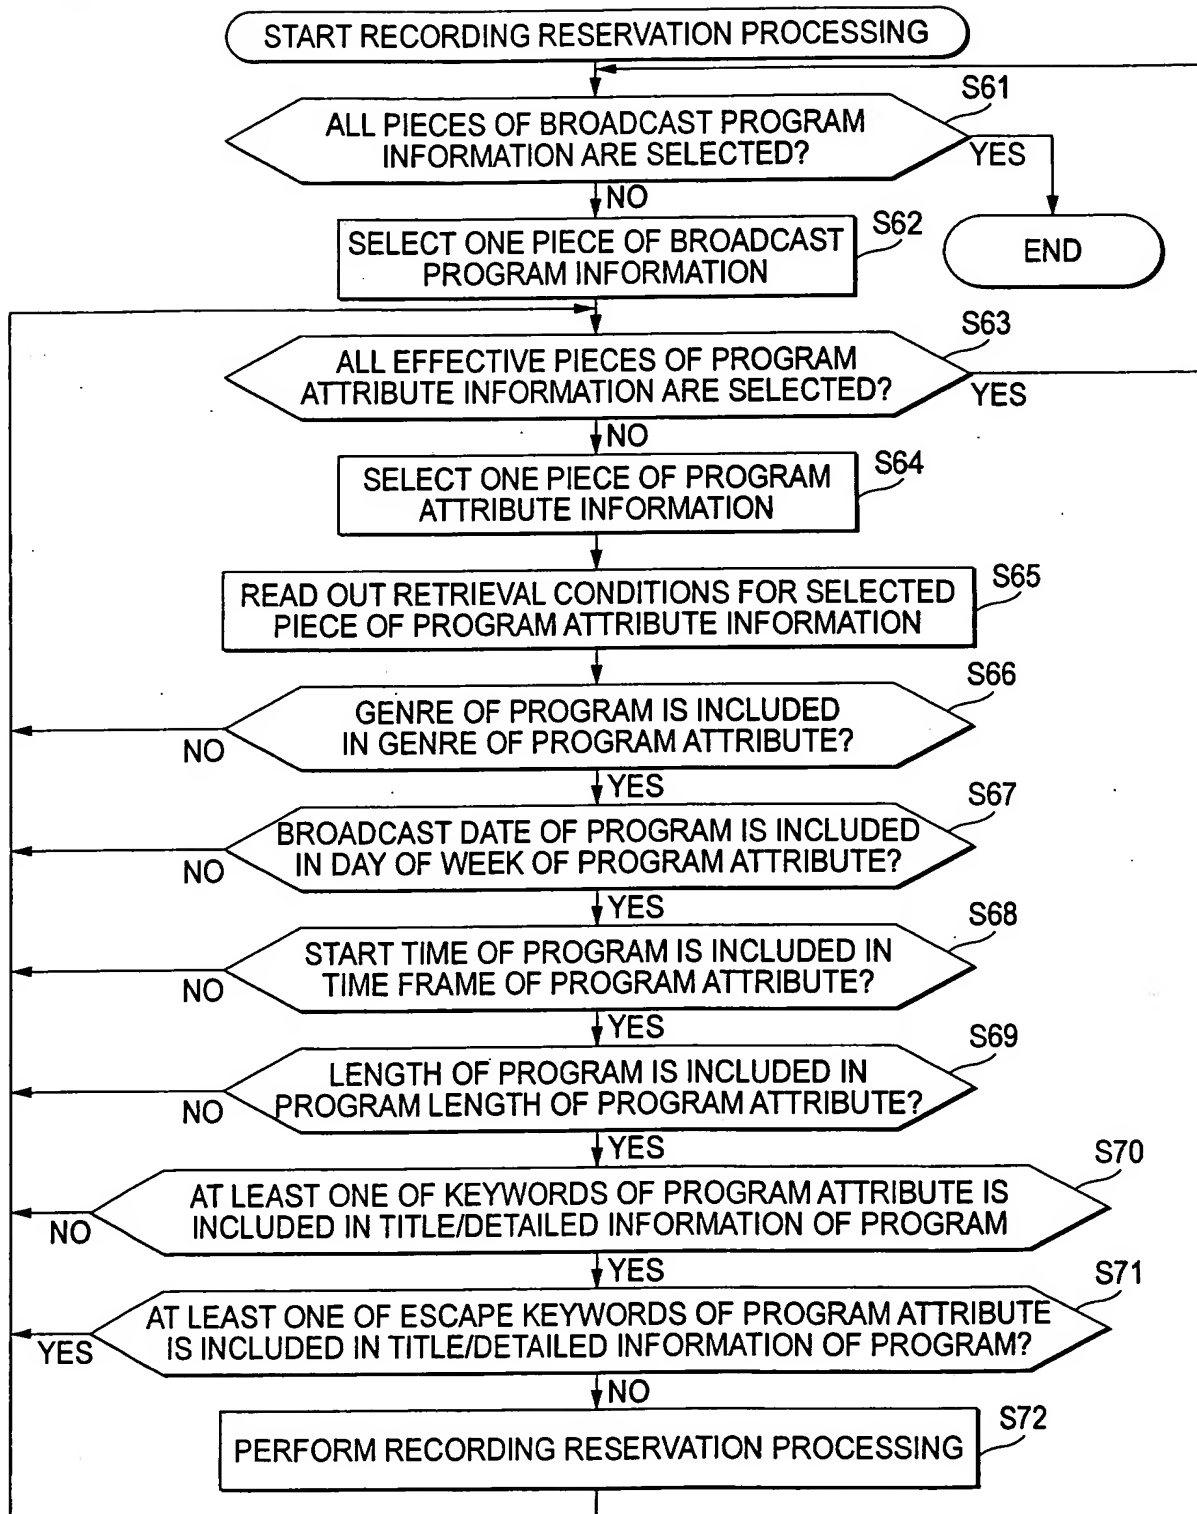 START RECORDING RESERVATION PROCESSING
S61
ALL PIECES OF BROADCAST PROGRAM
INFORMATION ARE SELECTED?
YES
NO
S62
SELECT ONE PIECE OF BROADCAST
PROGRAM INFORMATION
END
S63
ALL EFFECTIVE PIECES OF PROGRAM
ATTRIBUTE INFORMATION ARE SELECTED?
YES
NO
S64
SELECT ONE PIECE OF PROGRAM
ATTRIBUTE INFORMATION
S65
READ OUT RETRIEVAL CONDITIONS FOR SELECTED
PIECE OF PROGRAM ATTRIBUTE INFORMATION
S66
GENRE OF PROGRAM IS INCLUDED
IN GENRE OF PROGRAM ATTRIBUTE?
NO
YES
S67
BROADCAST DATE OF PROGRAM IS INCLUDED
IN DAY OF WEEK OF PROGRAM ATTRIBUTE?
NO
YES
S68
START TIME OF PROGRAM IS INCLUDED IN
TIME FRAME OF PROGRAM ATTRIBUTE?
NO
YES
S69
LENGTH OF PROGRAM IS INCLUDED IN
PROGRAM LENGTH OF PROGRAM ATTRIBUTE?
NO
YES
S70
AT LEAST ONE OF KEYWORDS OF PROGRAM ATTRIBUTE IS
INCLUDED IN TITLE/DETAILED INFORMATION OF PROGRAM
NO
YES
S71
AT LEAST ONE OF ESCAPE KEYWORDS OF PROGRAM ATTRIBUTE
IS INCLUDED IN TITLE/DETAILED INFORMATION OF PROGRAM?
YES
NO
S72
PERFORM RECORDING RESERVATION PROCESSING